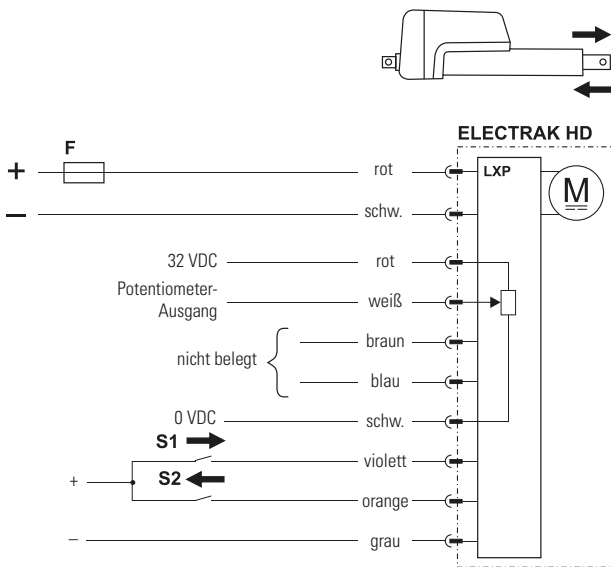 ELECTRAK HD
F
LXP
+
rot
M
−
schw.
32 VDC
rot
Potentiometer-
Ausgang
weiß
braun
nicht belegt
blau
0 VDC
schw.
S1
violett
S2
+
orange
−
grau